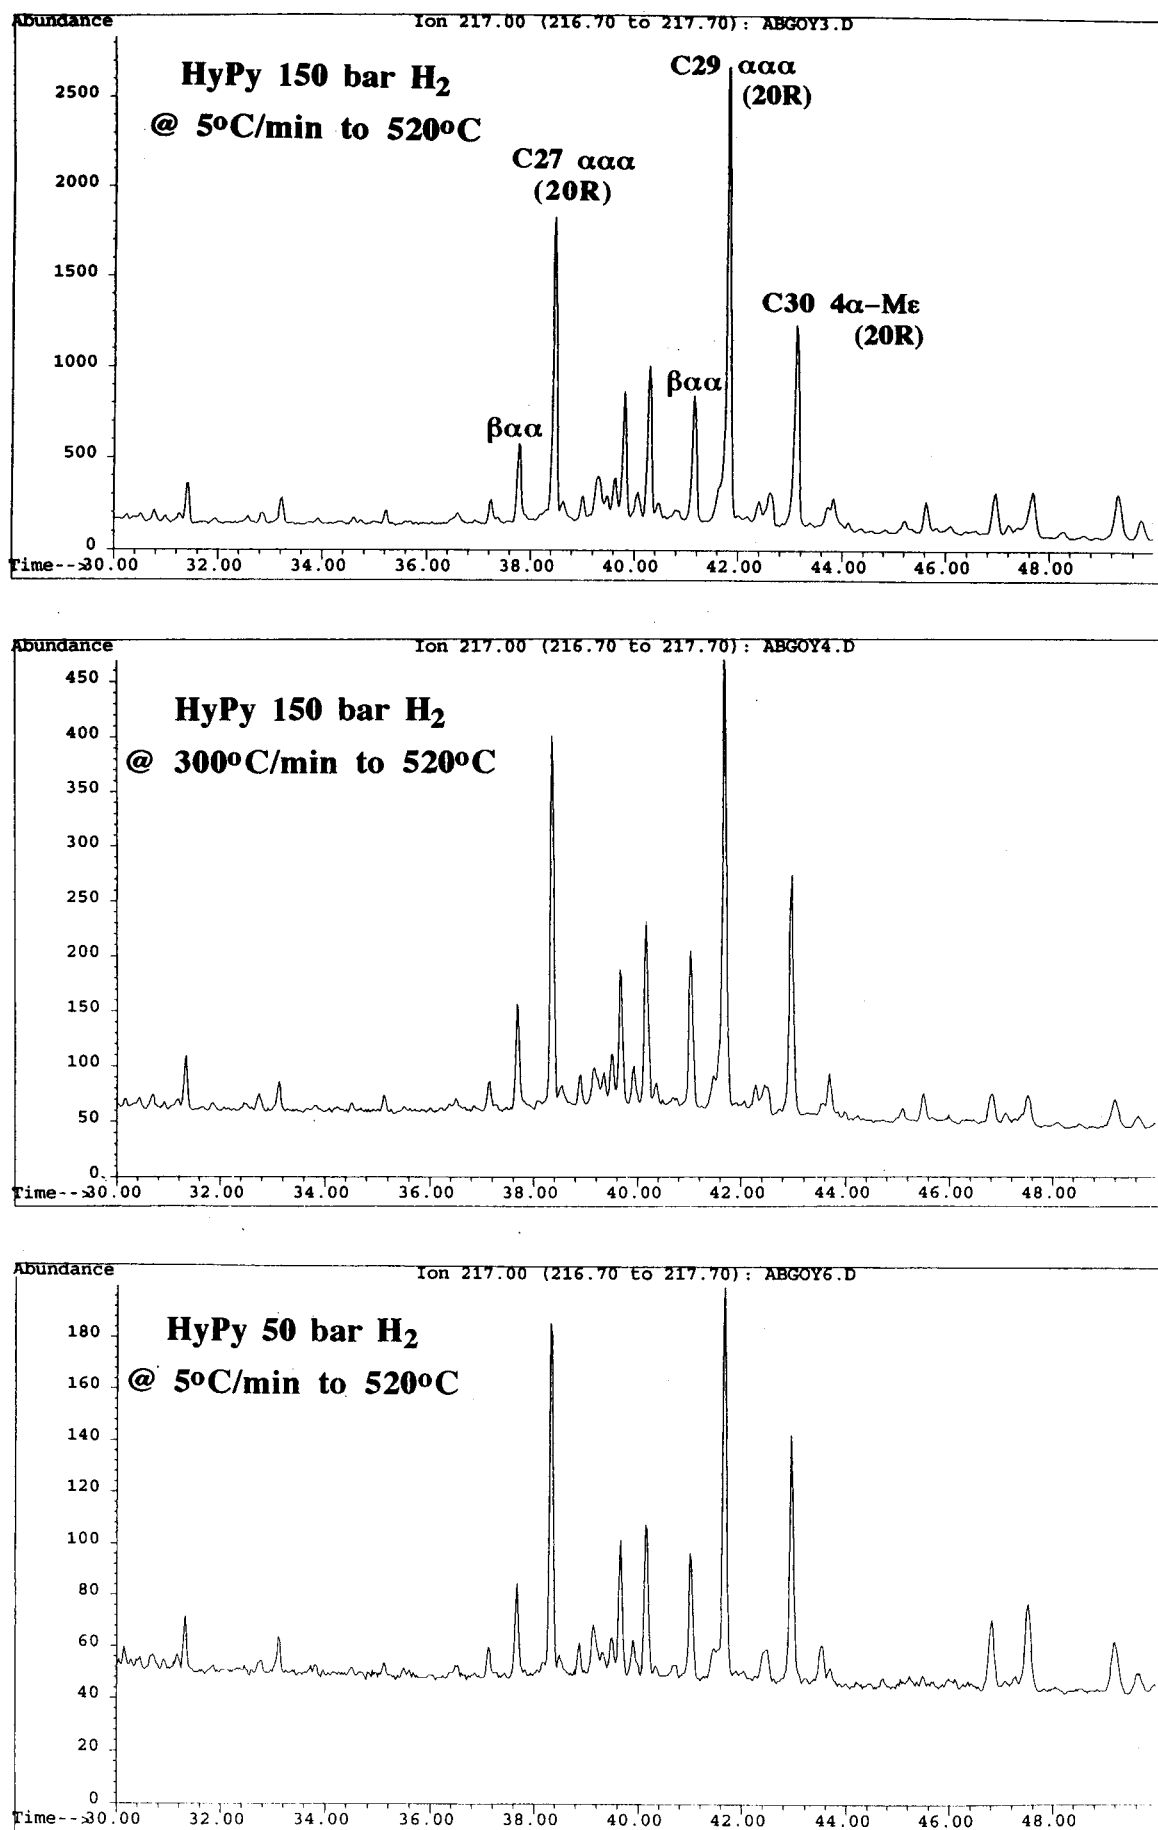 Abundance
Ion 217.00 (216.70 to 217.70): ABGOY3.D
HyPy 150 bar H2
@ 5oC/min to 520oC
C29 ααα
(20R)
C27 ααα
(20R)
C30 4α-Mε
(20R)
βαα
βαα
2500
2000
1500
1000
500
0
Time-->30.00 32.00 34.00 36.00 38.00 40.00 42.00 44.00 46.00 48.00
Abundance
Ion 217.00 (216.70 to 217.70): ABGOY4.D
HyPy 150 bar H2
@ 300oC/min to 520oC
450
400
350
300
250
200
150
100
50
0
Time-->30.00 32.00 34.00 36.00 38.00 40.00 42.00 44.00 46.00 48.00
Abundance
Ion 217.00 (216.70 to 217.70): ABGOY6.D
HyPy 50 bar H2
@ 5oC/min to 520oC
180
160
140
120
100
80
60
40
20
0
Time-->30.00 32.00 34.00 36.00 38.00 40.00 42.00 44.00 46.00 48.00